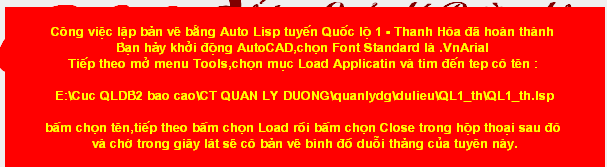 Công việc lập bản vẽ bằng Auto Lisp tuyến Quốc lộ 1 - Thanh Hóa đã hoàn thành
Bạn hảy khởi động AutoCAD,chọn Font Standard là .VnArial
Tiếp theo mở menu Tools,chọn mục Load Applicatin và tìm đến tep có tên :
E:\Cuc QLDB2 bao cao\CT QUAN LY DUONG\quanlydg\dulieu\QL1_th\QL1_th.lsp
bấm chọn tên,tiếp theo bấm chọn Load rồi bấm chọn Close trong hộp thoại sau đó
và chờ trong giây lát sẽ có bản vẽ bình đồ duỗi thẳng của tuyên này.